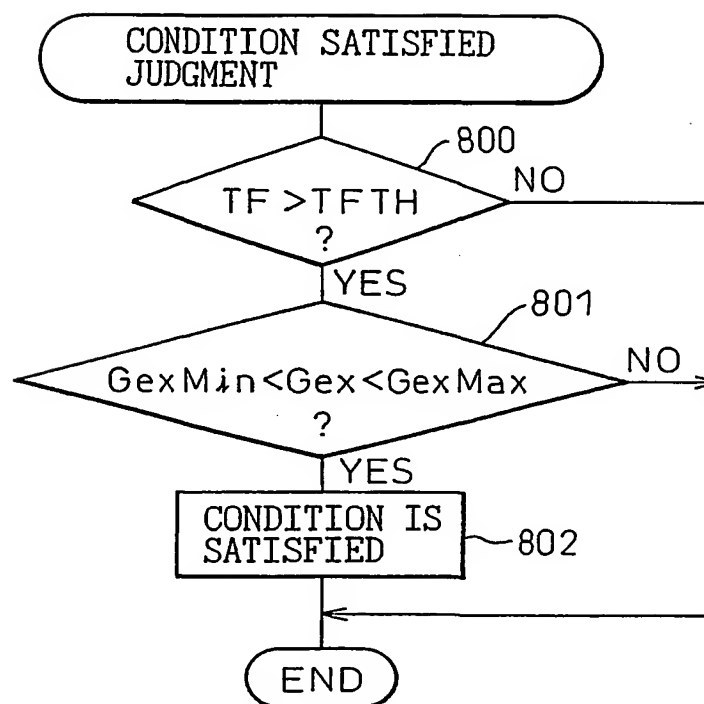 CONDITION SATISFIED
JUDGMENT
800
TF >TFTH
?
NO
YES
801
GexMin<Gex<GexMax
?
NO
YES
CONDITION IS
SATISFIED
802
END